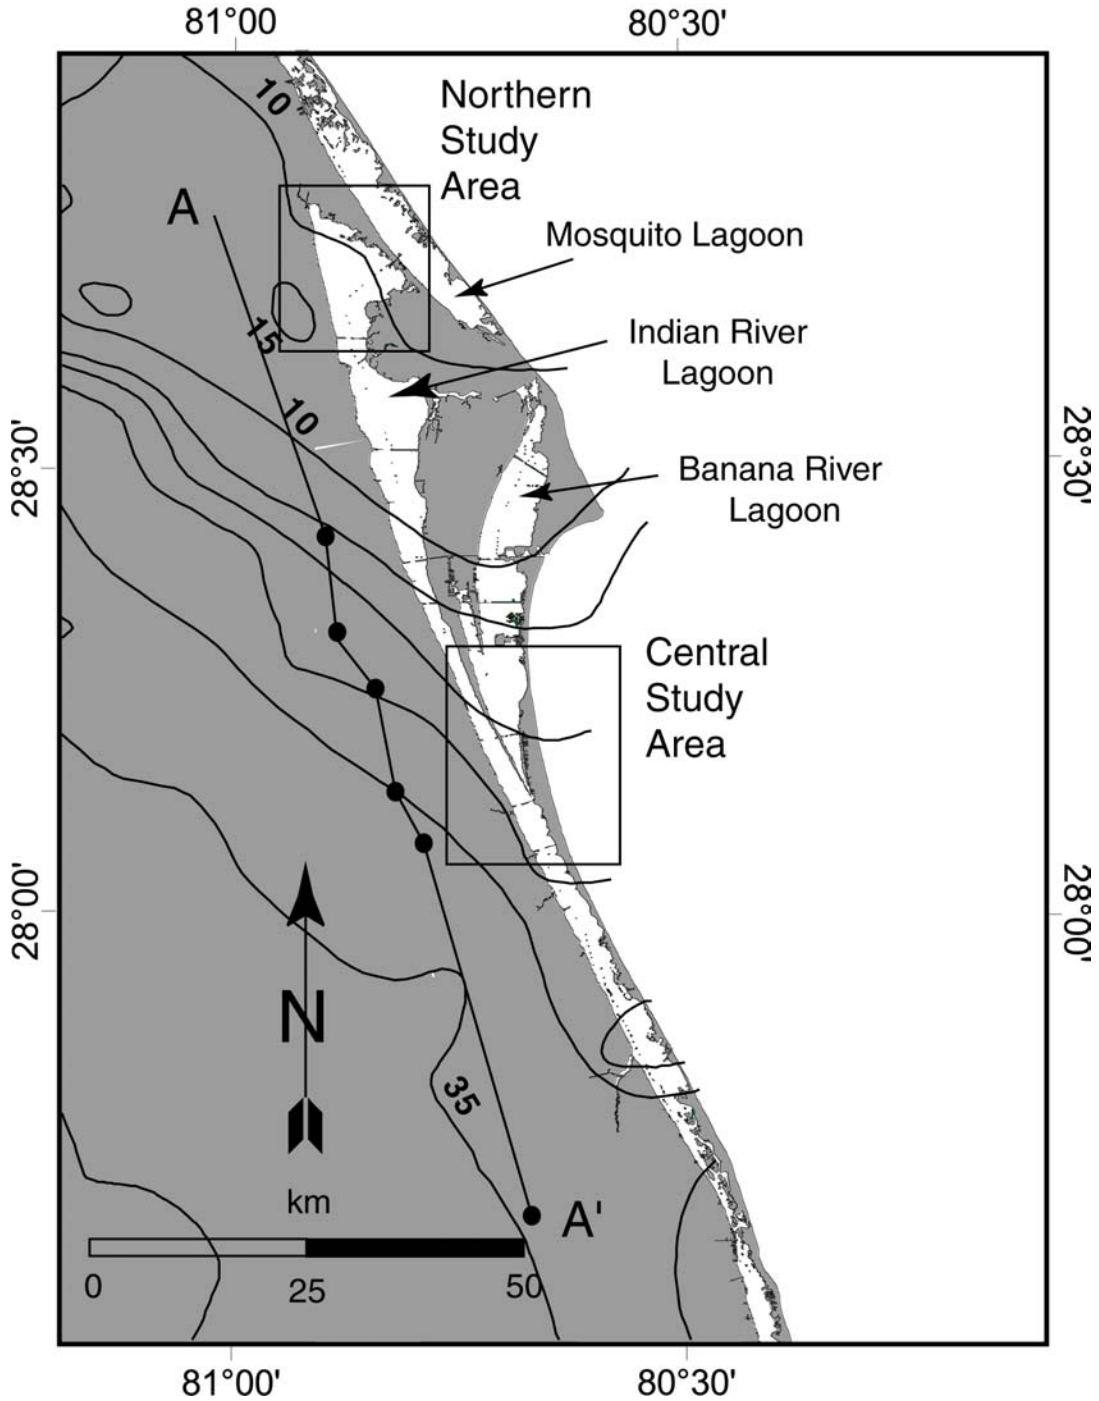 81°00
80°30'
10
Northern
Study
Area
A
Mosquito Lagoon
15
Indian River
Lagoon
10
28°30'
28°30'
Banana River
Lagoon
Central
Study
Area
28°00'
28°00'
N
35
km
A'
0
25
50
81°00'
80°30'